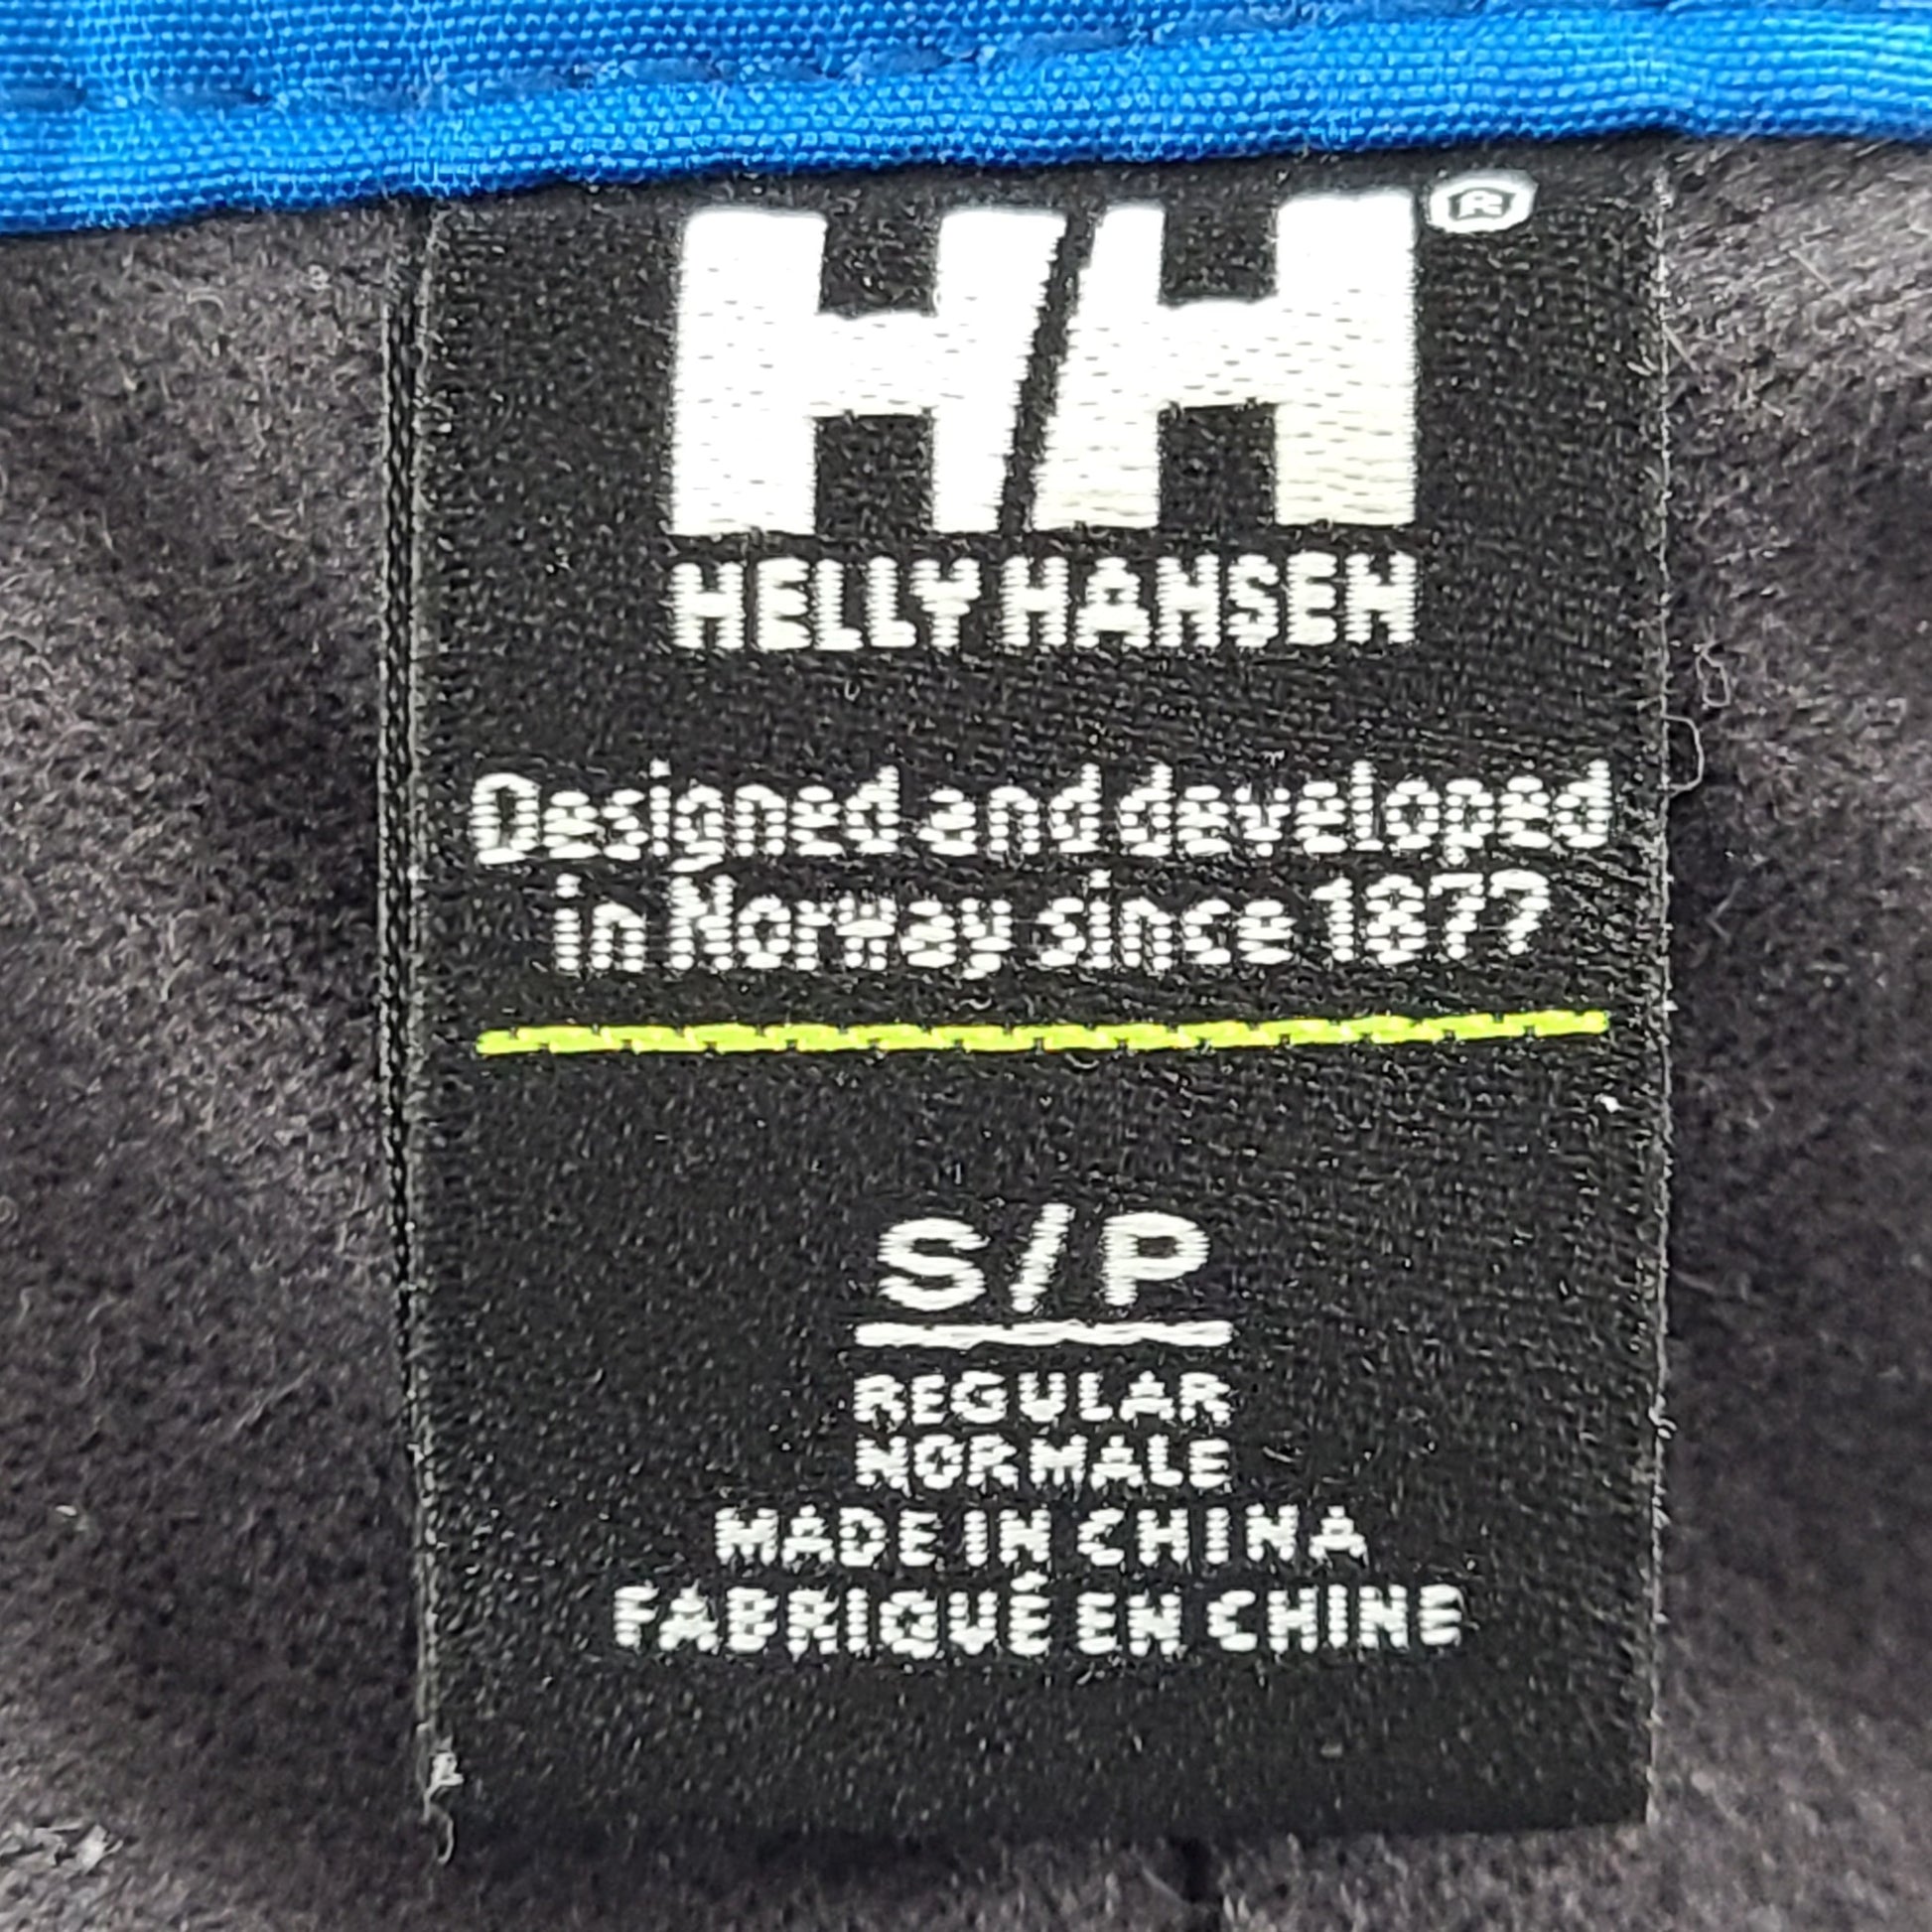 H/H®
HELLY HANSEN
Designed and developed
in Norway since 1877
S/P
REGULAR
NORMALE
MADE IN CHINA
FABRIQUÉ EN CHINE